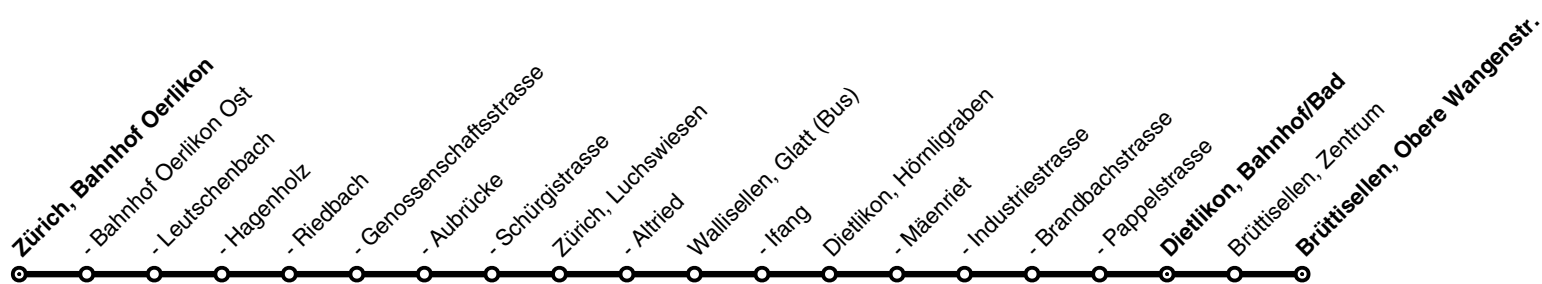 Zürich, Bahnhof Oerlikon
- Bahnhof Oerlikon Ost
- Leutschenbach
- Hagenholz
- Riedbach
- Genossenschaftsstrasse
- Aubrücke
- Schürgistrasse
Zürich, Luchswiesen
- Altried
Wallisellen, Glatt (Bus)
- Ifang
Dietlikon, Hörnligraben
- Mäenriet
- Industriestrasse
- Brandbachstrasse
- Pappelstrasse
Dietlikon, Bahnhof/Bad
Brüttisellen, Zentrum
Brüttisellen, Obere Wangenstr.